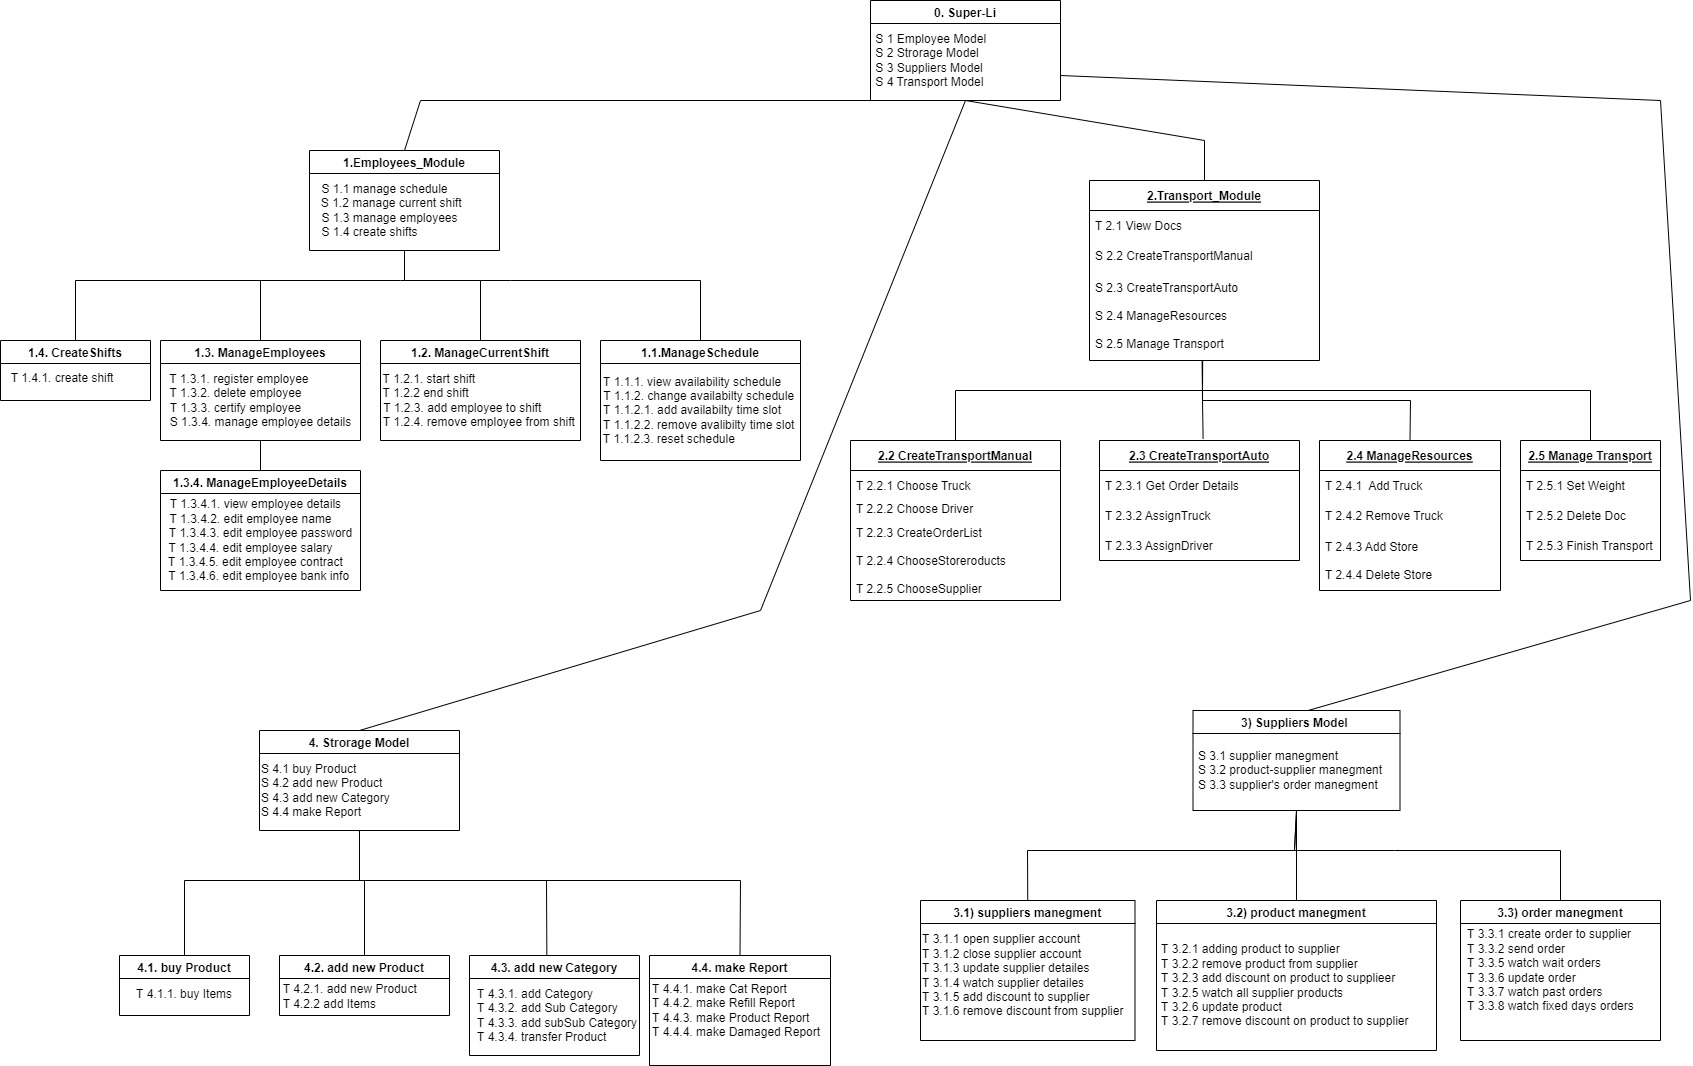 0. Super-Li
S 1 Employee Model
S 2 Strorage Model
S 3 Suppliers Model
S 4 Transport Model
1.Employees_Module
S 1.1 manage schedule
S 1.2 manage current shift
S 1.3 manage employees
S 1.4 create shifts
2.Transport_Module
T 2.1 View Docs
S 2.2 CreateTransportManual
S 2.3 CreateTransportAuto
S 2.4 ManageResources
S 2.5 Manage Transport
1.4. CreateShifts
T 1.4.1. create shift
1.3. ManageEmployees
T 1.3.1. register employee
T 1.3.2. delete employee
T 1.3.3. certify employee
S 1.3.4. manage employee details
1.2. ManageCurrentShift
T 1.2.1. start shift
T 1.2.2 end shift
T 1.2.3. add employee to shift
T 1.2.4. remove employee from shift
1.1.ManageSchedule
T 1.1.1. view availability schedule
T 1.1.2. change availabilty schedule
T 1.1.2.1. add availabilty time slot
T 1.1.2.2. remove avalibilty time slot
T 1.1.2.3. reset schedule
1.3.4. ManageEmployeeDetails
T 1.3.4.1. view employee details
T 1.3.4.2. edit employee name
T 1.3.4.3. edit employee password
T 1.3.4.4. edit employee salary
T 1.3.4.5. edit employee contract
T 1.3.4.6. edit employee bank info
2.2 CreateTransportManual
T 2.2.1 Choose Truck
T 2.2.2 Choose Driver
T 2.2.3 CreateOrderList
T 2.2.4 ChooseStoreroducts
T 2.2.5 ChooseSupplier
2.3 CreateTransportAuto
T 2.3.1 Get Order Details
T 2.3.2 AssignTruck
T 2.3.3 AssignDriver
2.4 ManageResources
T 2.4.1 Add Truck
T 2.4.2 Remove Truck
T 2.4.3 Add Store
T 2.4.4 Delete Store
2.5 Manage Transport
T 2.5.1 Set Weight
T 2.5.2 Delete Doc
T 2.5.3 Finish Transport
4. Strorage Model
S 4.1 buy Product
S 4.2 add new Product
S 4.3 add new Category
S 4.4 make Report
3) Suppliers Model
S 3.1 supplier manegment
S 3.2 product-supplier manegment
S 3.3 supplier's order manegment
4.1. buy Product
T 4.1.1. buy Items
4.2. add new Product
T 4.2.1. add new Product
T 4.2.2 add Items
4.3. add new Category
T 4.3.1. add Category
T 4.3.2. add Sub Category
T 4.3.3. add subSub Category
T 4.3.4. transfer Product
4.4. make Report
T 4.4.1. make Cat Report
T 4.4.2. make Refill Report
T 4.4.3. make Product Report
T 4.4.4. make Damaged Report
3.1) suppliers manegment
T 3.1.1 open supplier account
T 3.1.2 close supplier account
T 3.1.3 update supplier detailes
T 3.1.4 watch supplier detailes
T 3.1.5 add discount to supplier
T 3.1.6 remove discount from supplier
3.2) product manegment
T 3.2.1 adding product to supplier
T 3.2.2 remove product from supplier
T 3.2.3 add discount on product to supplieer
T 3.2.5 watch all supplier products
T 3.2.6 update product
T 3.2.7 remove discount on product to supplier
3.3) order manegment
T 3.3.1 create order to supplier
T 3.3.2 send order
T 3.3.5 watch wait orders
T 3.3.6 update order
T 3.3.7 watch past orders
T 3.3.8 watch fixed days orders